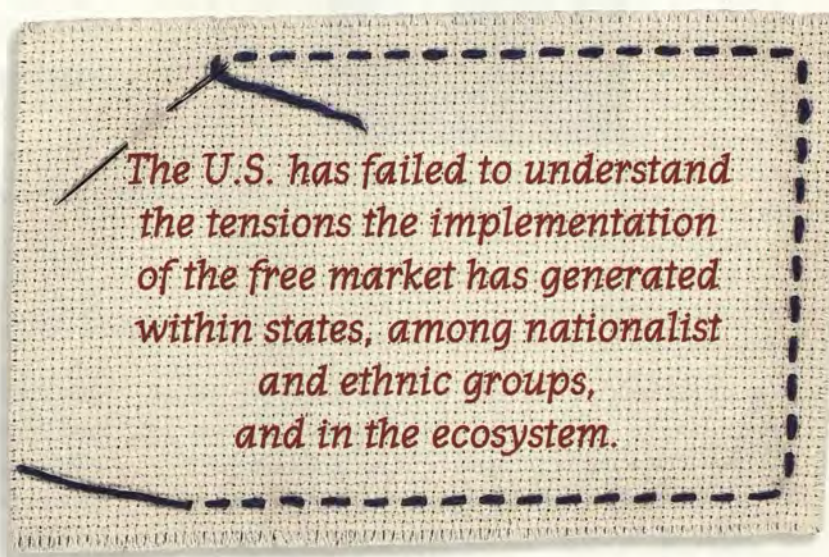 The U.S. has failed to understand
the tensions the implementation
of the free market has generated
within states, among nationalist
and ethnic groups,
and in the ecosystem.